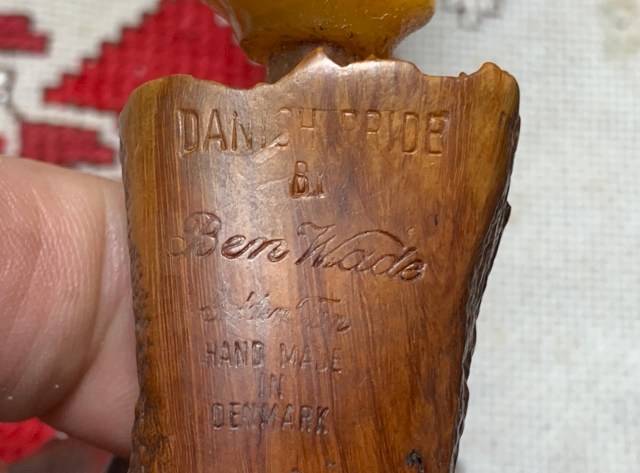 DANISH PRIDE
BY
Ben Wade
HAND MADE
IN
DENMARK